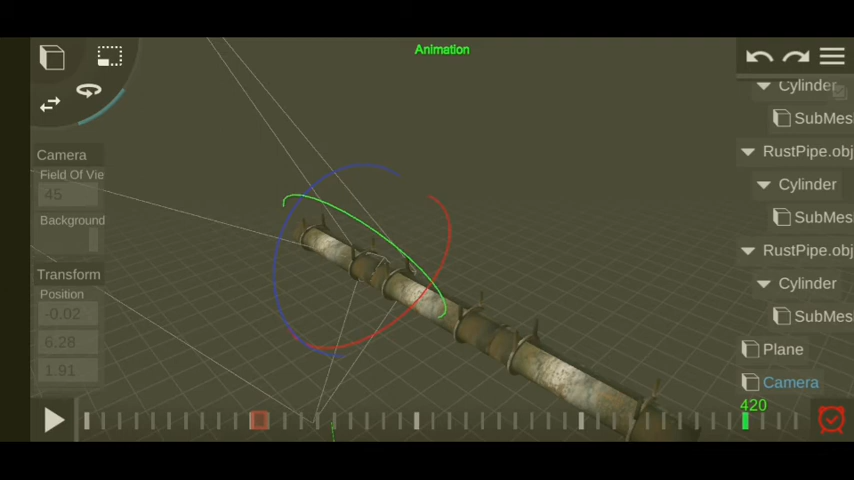 Animation
Camera
Field Of Vie
45
Background
Transform
Position
-0.02
6.28
1.91
Cylinder
SubMes
RustPipe.obj
Cylinder
SubMes
RustPipe.obj
Cylinder
SubMes
Plane
Camera
420